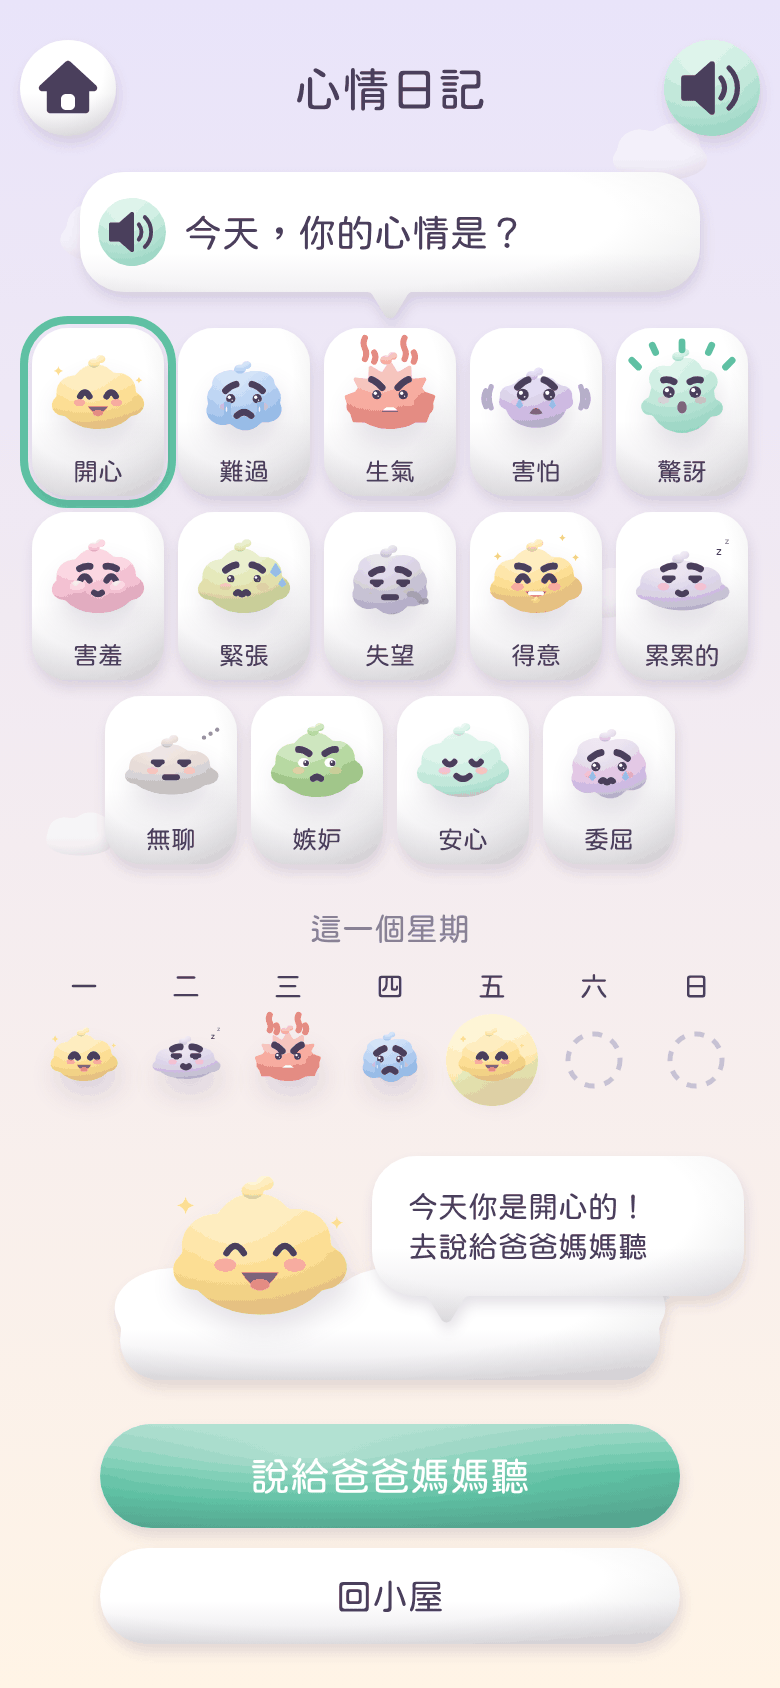 心情日記
今天，你的心情是？
開心
難過
生氣
害怕
驚訝
害羞
緊張
失望
得意
z
z
累累的
無聊
嫉妒
安心
委屈
這一個星期
一 二 三 四 五 六 日
z
z
今天你是開心的！
去說給爸爸媽媽聽
說給爸爸媽媽聽
回小屋